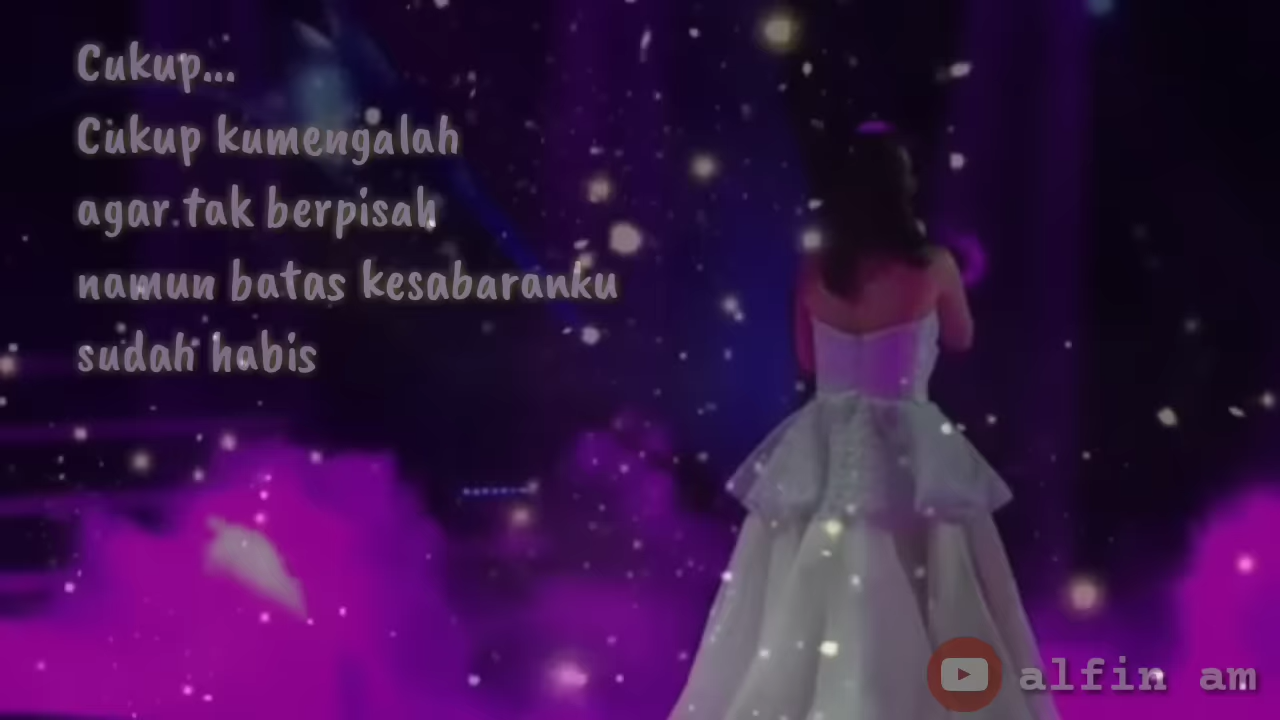 Cukup...
Cukup kumengalah
agar tak berpisah
namun batas kesabaranku
sudah habis
alfin am